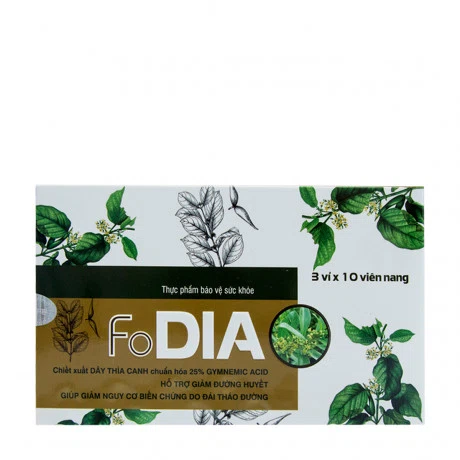 3 vỉ x 10 viên nang
Thực phẩm bảo vệ sức khỏe
FoDIA
Chiết xuất DÂY THÌA CANH chuẩn hóa 25% GYMNEMIC ACID
HỖ TRỢ GIẢM ĐƯỜNG HUYẾT
GIÚP GIẢM NGUY CƠ BIẾN CHỨNG DO ĐÁI THÁO ĐƯỜNG